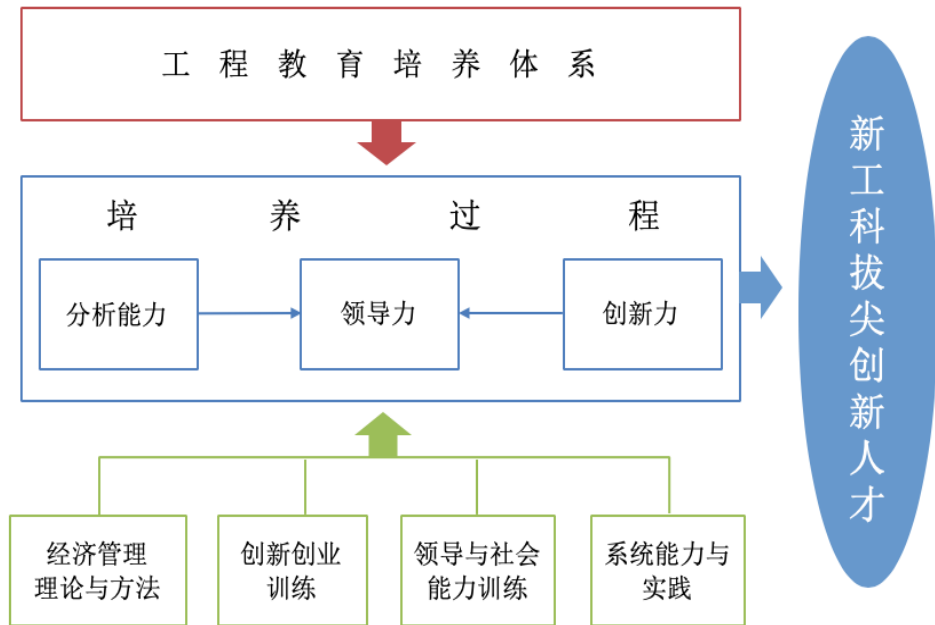 工程教育培养体系
培养过程
分析能力
领导力
创新力
经济管理
理论与方法
创新创业
训练
领导与社会
能力训练
系统能力与
实践
新工科拔尖创新人才